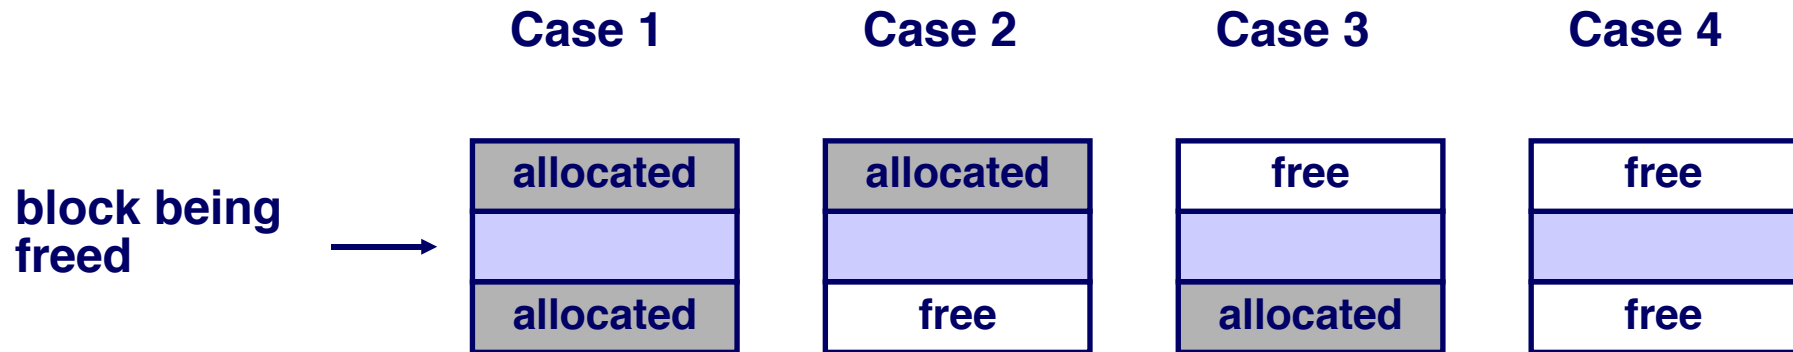 Case 1 Case 2 Case 3 Case 4
allocated allocated free free
block being
freed
allocated free allocated free